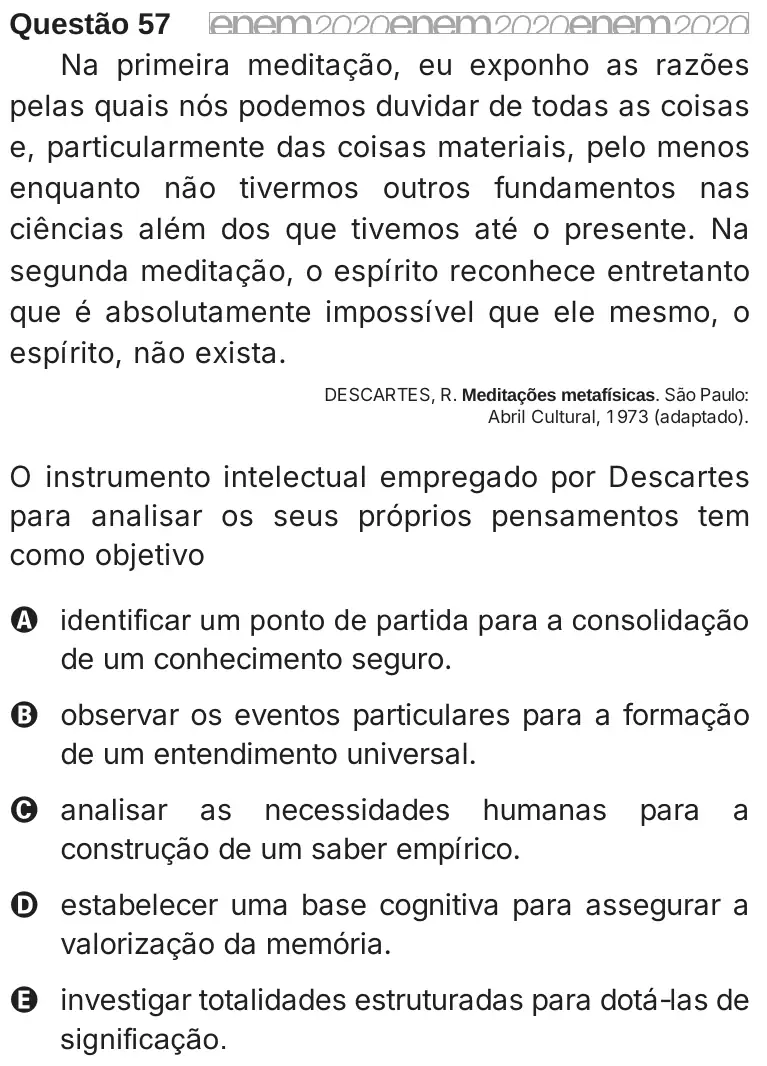 Questão 57 enem2020enem2020enem2020
Na primeira meditação, eu exponho as razões
pelas quais nós podemos duvidar de todas as coisas
e, particularmente das coisas materiais, pelo menos
enquanto não tivermos outros fundamentos nas
ciências além dos que tivemos até o presente. Na
segunda meditação, o espírito reconhece entretanto
que é absolutamente impossível que ele mesmo, o
espírito, não exista.
DESCARTES, R. Meditações metafísicas. São Paulo:
Abril Cultural, 1973 (adaptado).
O instrumento intelectual empregado por Descartes
para analisar os seus próprios pensamentos tem
como objetivo
A identificar um ponto de partida para a consolidação
de um conhecimento seguro.
B observar os eventos particulares para a formação
de um entendimento universal.
C analisar as necessidades humanas para a
construção de um saber empírico.
D estabelecer uma base cognitiva para assegurar a
valorização da memória.
E investigar totalidades estruturadas para dotá-las de
significação.